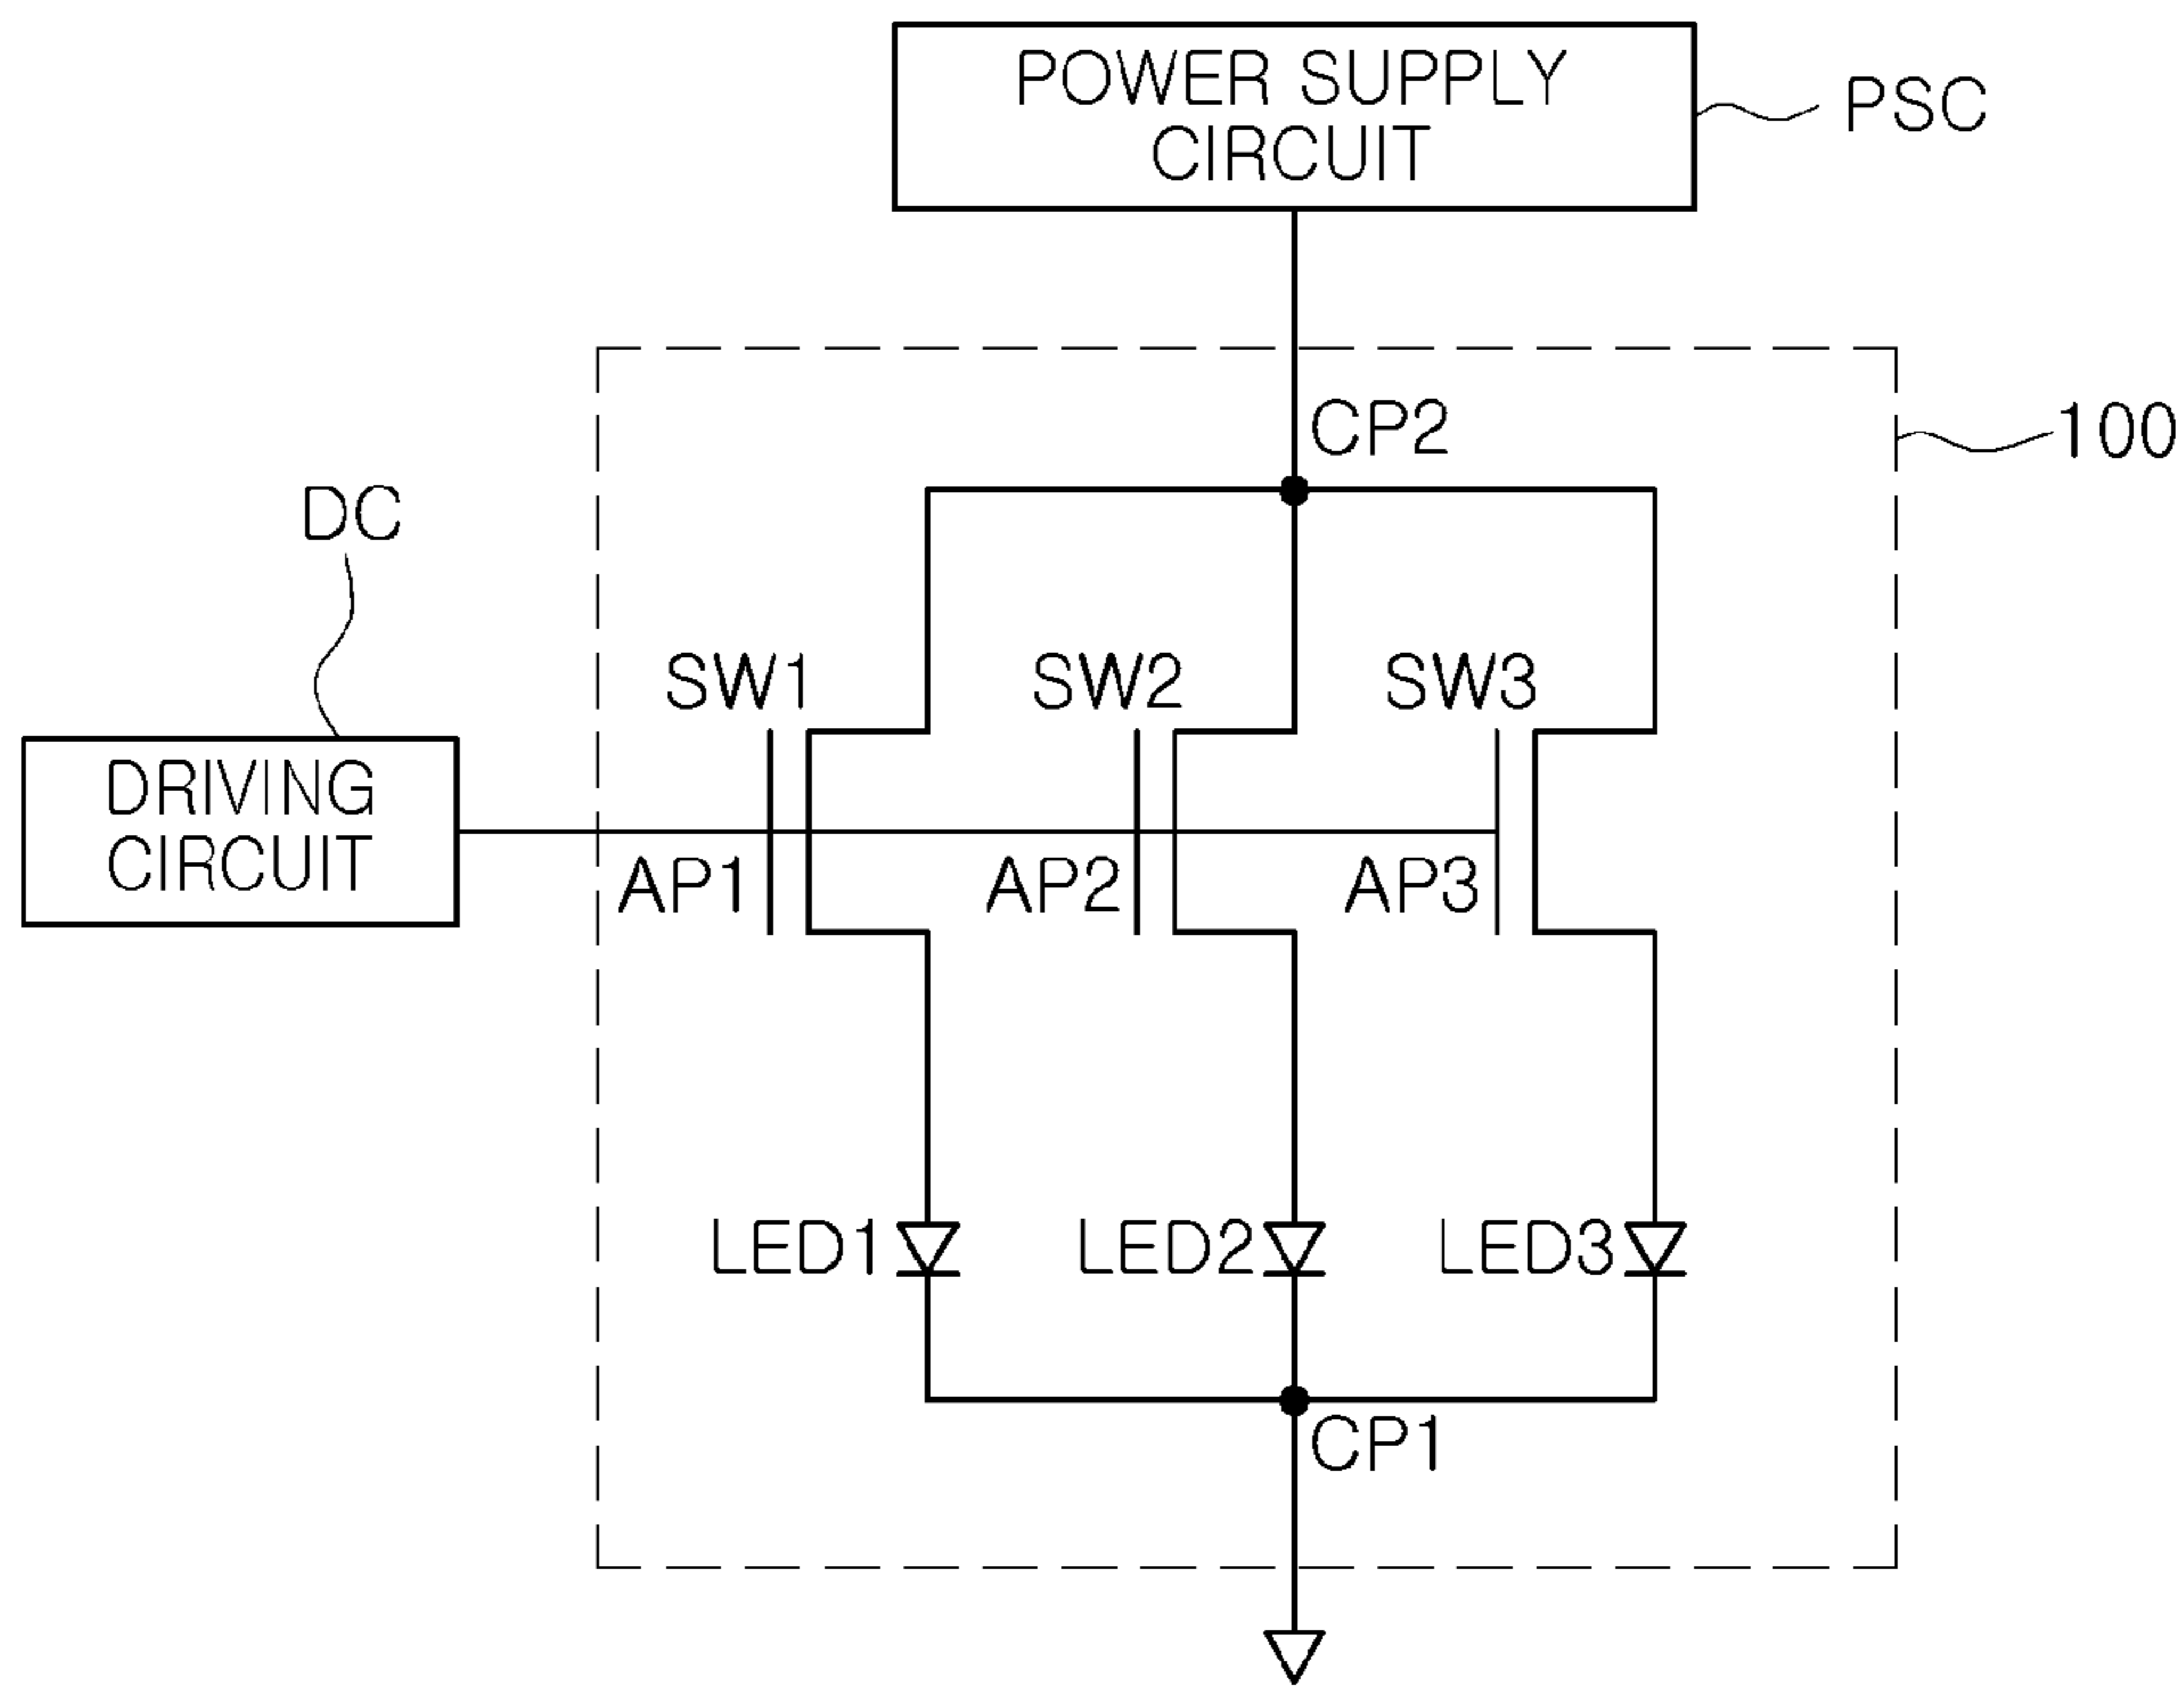 POWER SUPPLY
CIRCUIT
PSC
CP2
100
DC
SW1
SW2
SW3
DRIVING
CIRCUIT
AP1
AP2
AP3
LED1
LED2
LED3
CP1